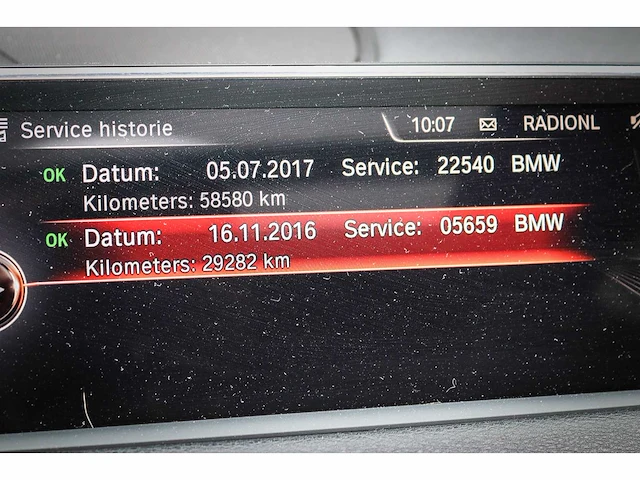 Service historie 10:07 RADIONL
OK Datum: 05.07.2017 Service: 22540 BMW
Kilometers: 58580 km
OK Datum: 16.11.2016 Service: 05659 BMW
Kilometers: 29282 km